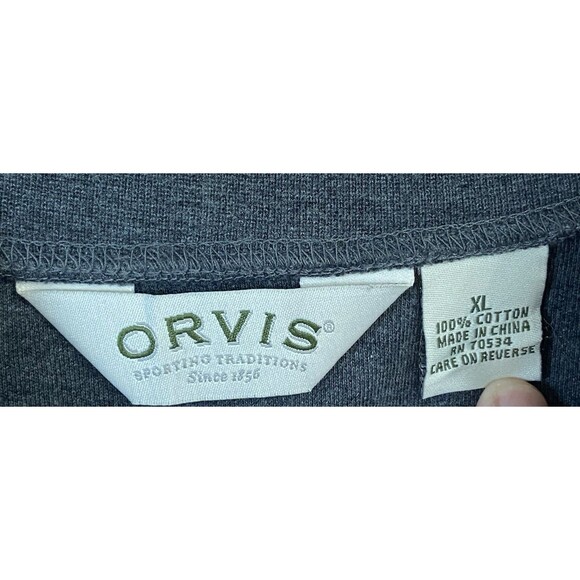 ORVIS®
SPORTING TRADITIONS
Since 1856
XL
100% COTTON
MADE IN CHINA
RN 70534
CARE ON REVERSE